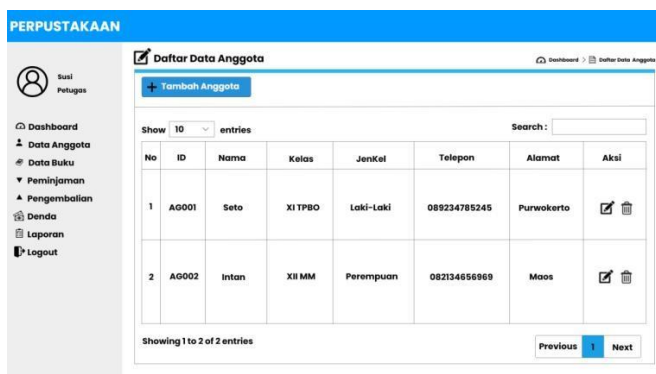 PERPUSTAKAAN
Susi
Petugas
Dashboard
Data Anggota
Data Buku
Peminjaman
Pengembalian
Denda
Laporan
Logout
Daftar Data Anggota
Dashboard > Daftar Data Anggota
+ Tambah Anggota
Show 10 entries
Search :
No ID Nama Kelas JenKel Telepon Alamat Aksi
1 AG001 Seto XI TPBO Laki-Laki 089234785245 Purwokerto
2 AG002 Intan XII MM Perempuan 082134656969 Maos
Showing 1 to 2 of 2 entries
Previous 1 Next